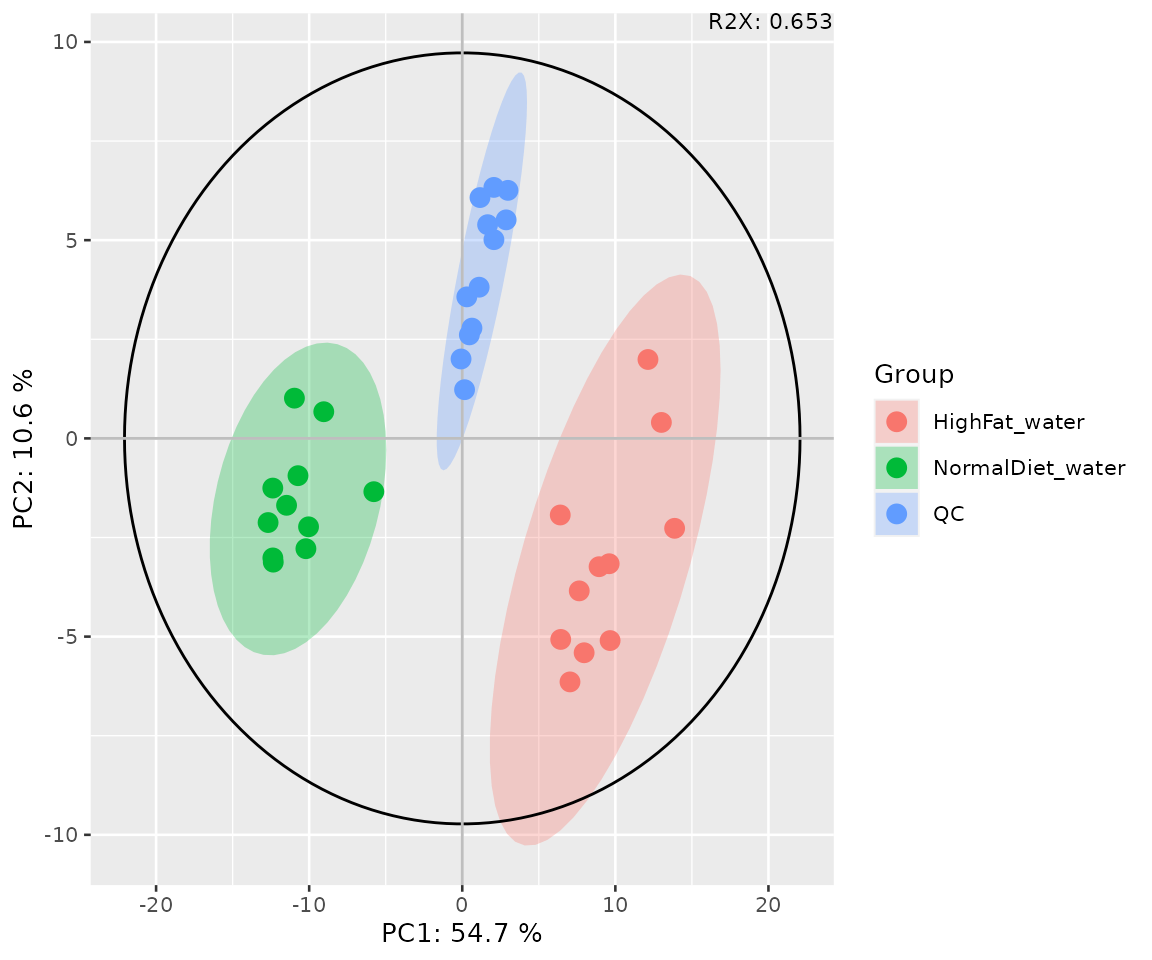 R2X: 0.653
10
5
0
-5
-10
PC2: 10.6 %
-20
-10
0
10
20
PC1: 54.7 %
Group
HighFat_water
NormalDiet_water
QC